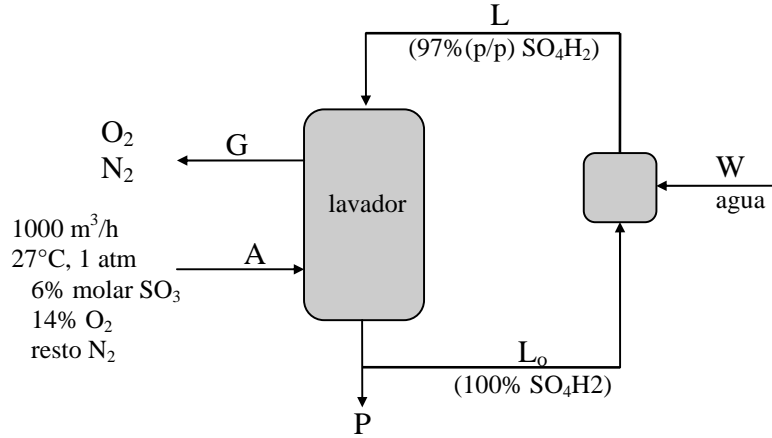 L
(97%(p/p) SO₄H₂)
O₂
N₂
G
lavador
W
agua
1000 m³/h
27°C, 1 atm
6% molar SO₃
14% O₂
resto N₂
A
Lₒ
(100% SO₄H2)
P